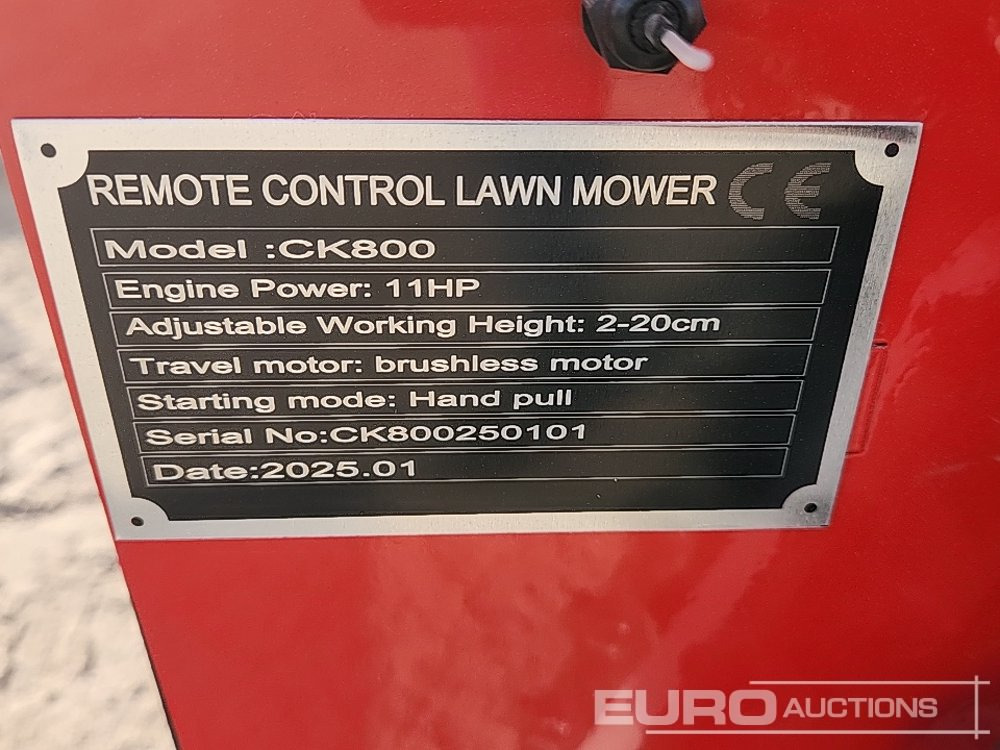 REMOTE CONTROL LAWN MOWER CE
Model :CK800
Engine Power: 11HP
Adjustable Working Height: 2-20cm
Travel motor: brushless motor
Starting mode: Hand pull
Serial No:CK800250101
Date:2025.01
EURO AUCTIONS